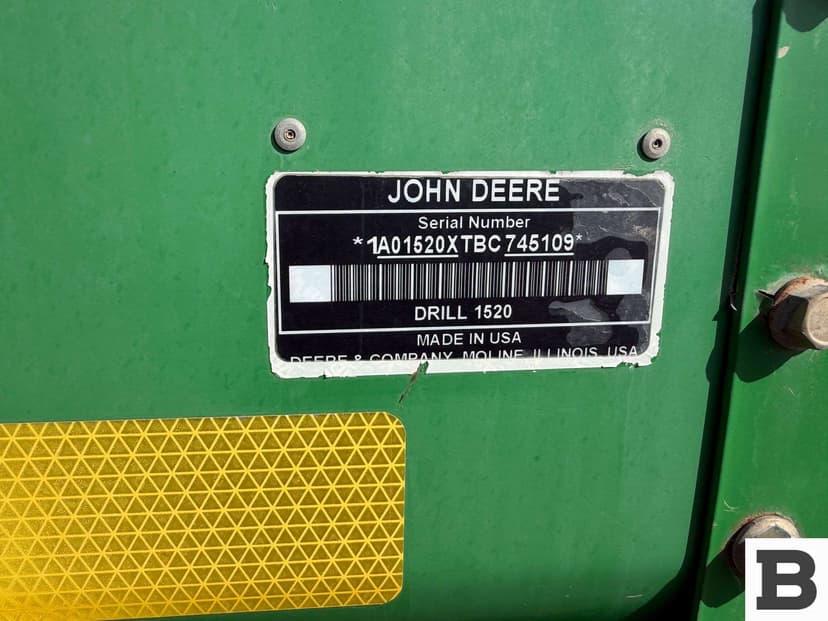 JOHN DEERE
Serial Number
*1A01520XTBC745109*
DRILL 1520
MADE IN USA
DEERE & COMPANY, MOLINE, ILLINOIS, USA
B